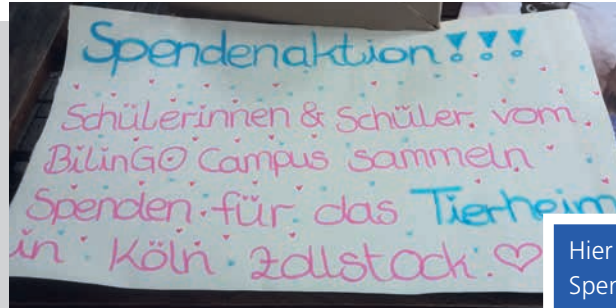 Spendenaktion!!!
Schülerinnen & Schüler vom
BilinGO Campus sammeln
Spenden für das Tierheim
in Köln Zollstock ♡
Hier
Spen